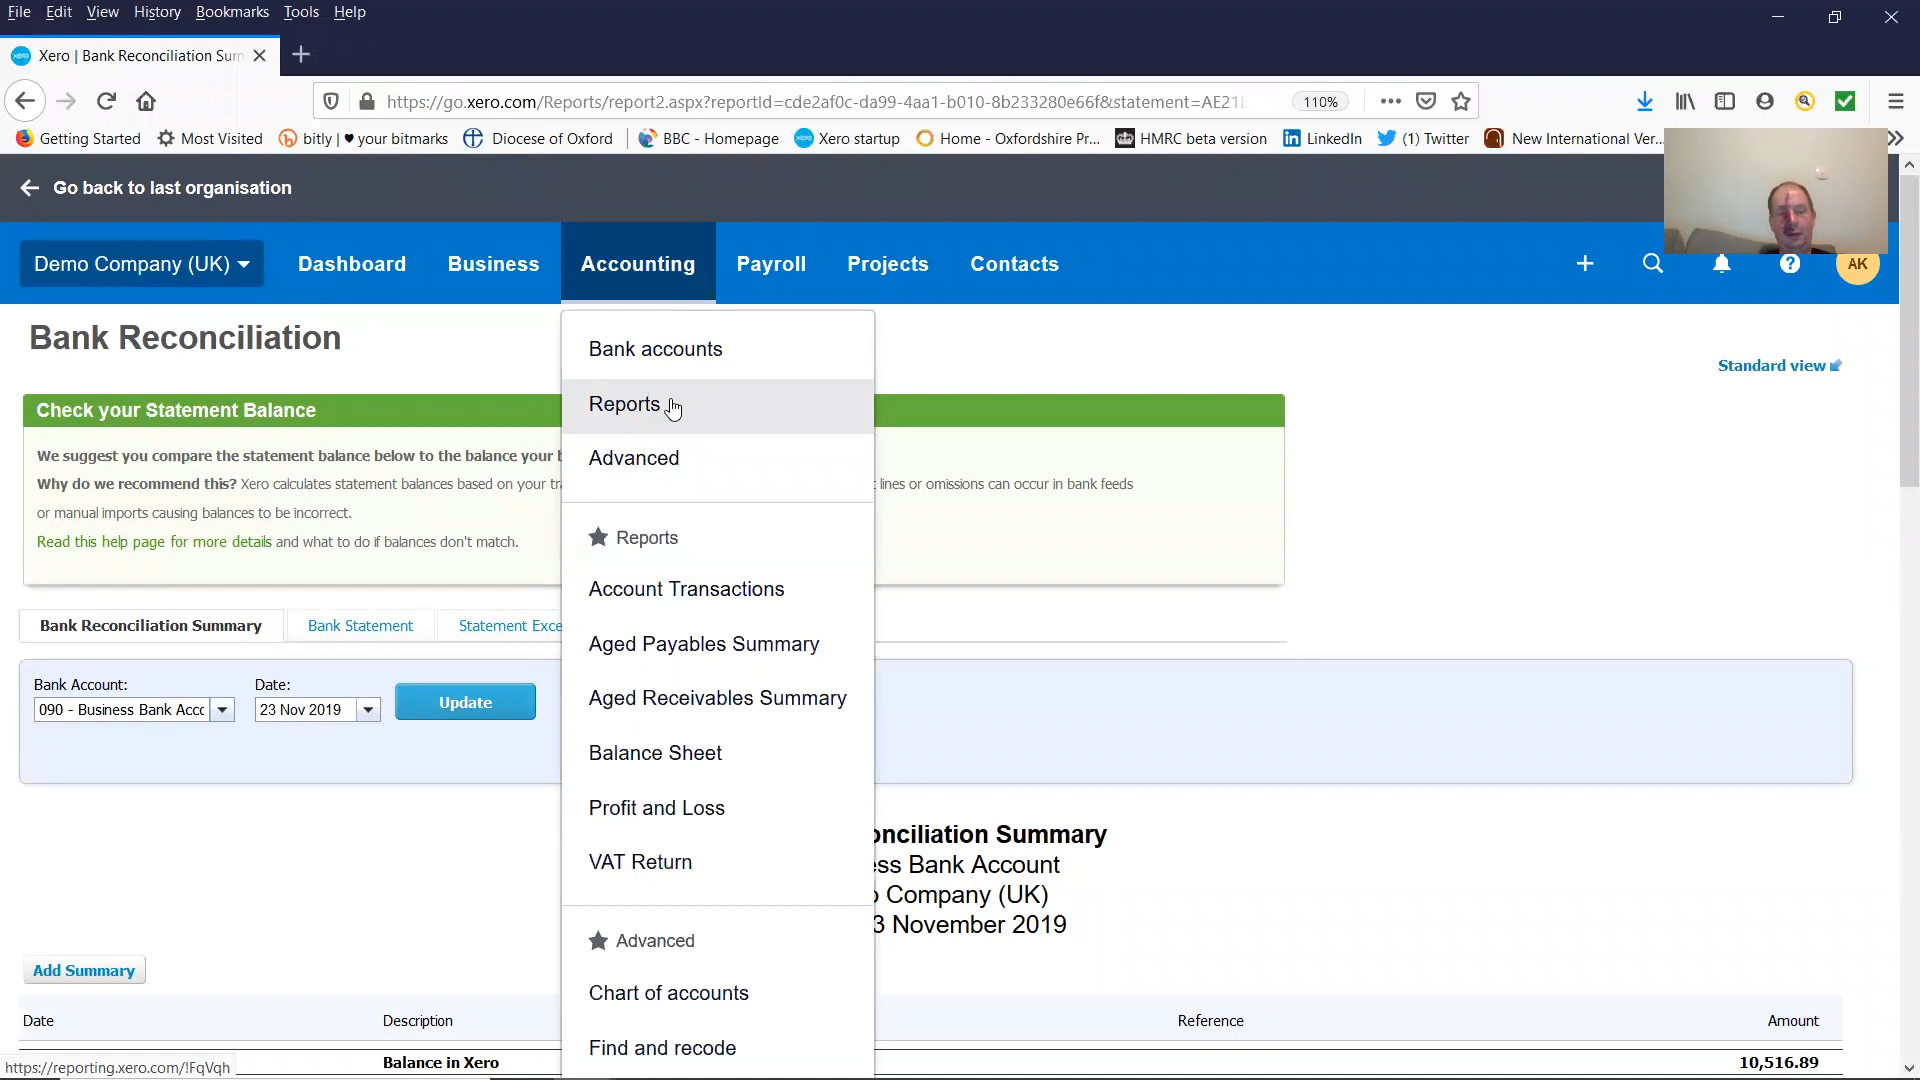 File Edit View History Bookmarks Tools Help
Xero | Bank Reconciliation Sum
https://go.xero.com/Reports/report2.aspx?reportId=cde2af0c-da99-4aa1-b010-8b233280e66f&statement=AE21E
110%
Getting Started Most Visited bitly | ♥ your bitmarks Diocese of Oxford BBC - Homepage Xero startup Home - Oxfordshire Pr... HMRC beta version LinkedIn (1) Twitter New International Ver...
Go back to last organisation
Demo Company (UK) Dashboard Business Accounting Payroll Projects Contacts AK
Bank Reconciliation
Standard view
Check your Statement Balance
We suggest you compare the statement balance below to the balance your b
Why do we recommend this? Xero calculates statement balances based on your tra lines or omissions can occur in bank feeds
or manual imports causing balances to be incorrect.
Read this help page for more details and what to do if balances don't match.
Bank accounts
Reports
Advanced
Reports
Account Transactions
Aged Payables Summary
Aged Receivables Summary
Balance Sheet
Profit and Loss
VAT Return
Advanced
Chart of accounts
Find and recode
Bank Reconciliation Summary Bank Statement Statement Exce
Bank Account: Date:
090 - Business Bank Acco 23 Nov 2019 Update
onciliation Summary
ess Bank Account
o Company (UK)
3 November 2019
Add Summary
Date Description Reference Amount
Balance in Xero 10,516.89
https://reporting.xero.com/!FqVqh